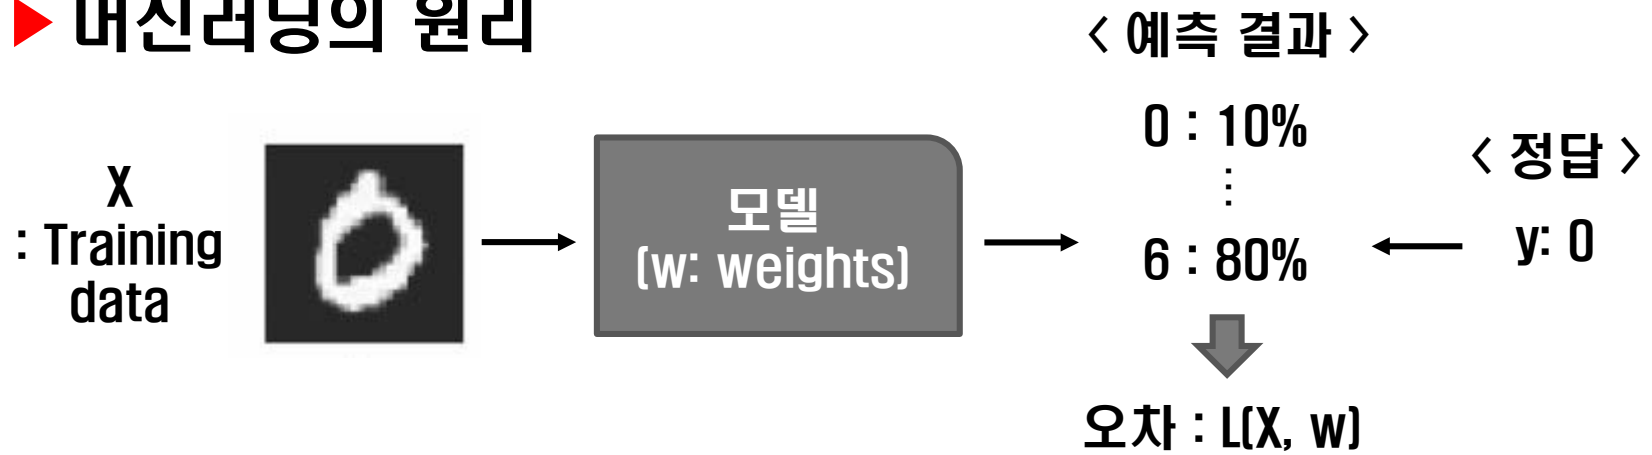 머신러닝의 원리
X
: Training
data
모델
(w: weights)
< 예측 결과 >
0 : 10%
⋮
6 : 80%
< 정답 >
y: 0
오차 : L(X, w)